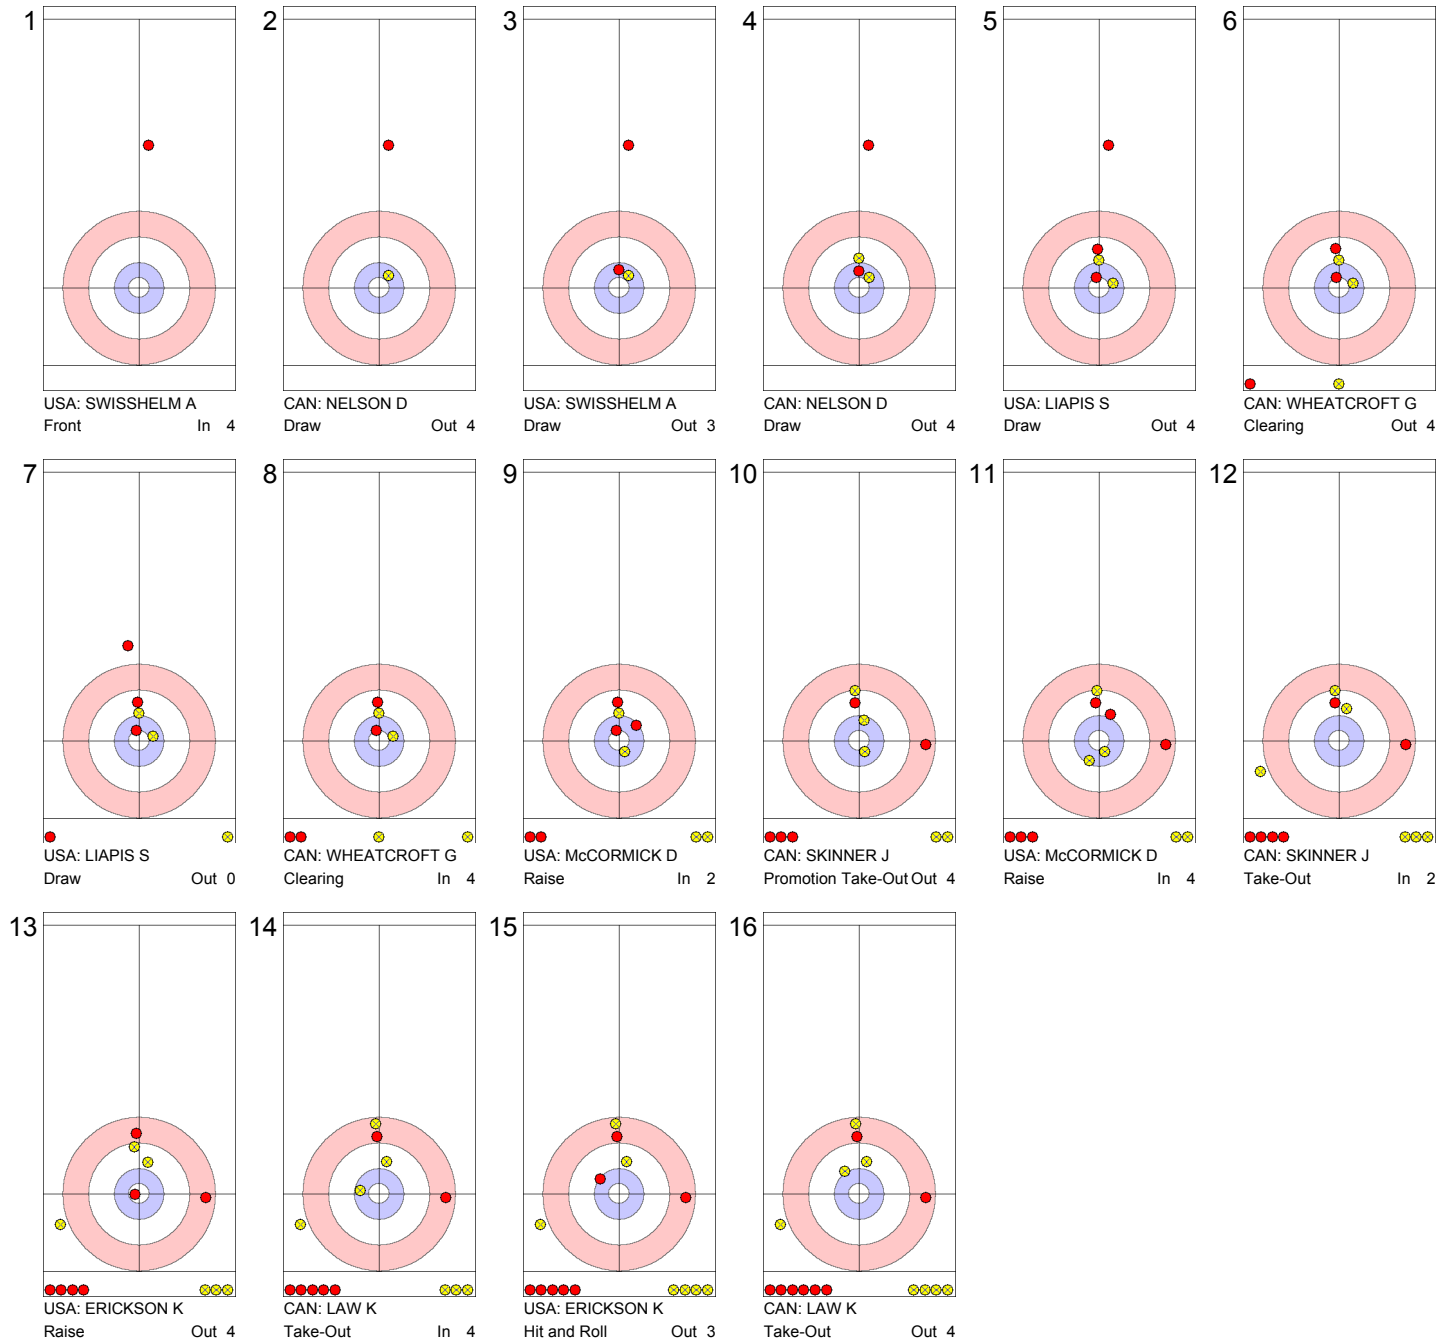 1 2 3 4 5 6
USA: SWISSHELM A CAN: NELSON D USA: SWISSHELM A CAN: NELSON D USA: LIAPIS S CAN: WHEATCROFT G
Front In 4 Draw Out 4 Draw Out 3 Draw Out 4 Draw Out 4 Clearing Out 4
7 8 9 10 11 12
USA: LIAPIS S CAN: WHEATCROFT G USA: McCORMICK D CAN: SKINNER J USA: McCORMICK D CAN: SKINNER J
Draw Out 0 Clearing In 4 Raise In 2 Promotion Take-Out Out 4 Raise In 4 Take-Out In 2
13 14 15 16
USA: ERICKSON K CAN: LAW K USA: ERICKSON K CAN: LAW K
Raise Out 4 Take-Out In 4 Hit and Roll Out 3 Take-Out Out 4